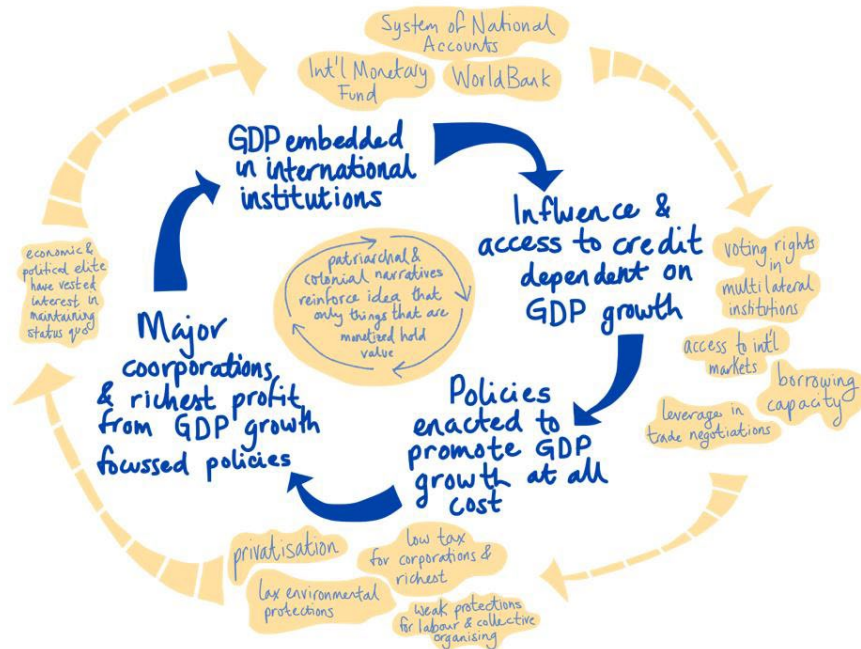 System of National
Accounts
Int'l Monetary
Fund
World Bank
GDP embedded
in international
institutions
Influence &
access to credit
dependent on
GDP growth
voting rights
in
multilateral
institutions
access to int'l
markets
borrowing
capacity
leverages in
trade negotiations
Policies
enacted to
promote GDP
growth at all
cost
low tax
for corporations &
richest
privatisation
lax environmental
protections
weak protections
for labour & collective
organising
Major
coorporations
& richest profit
from GDP growth
focussed policies
economic &
political elite
have vested
interest in
maintaining
status quo
patriarchal &
colonial narratives
reinforce idea that
only things that are
monetized hold
value